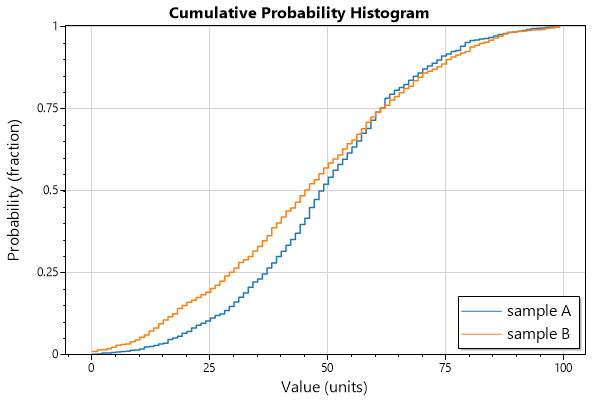 Cumulative Probability Histogram
Probability (fraction)
1
0.75
0.5
0.25
0
0
25
50
75
100
Value (units)
sample A
sample B